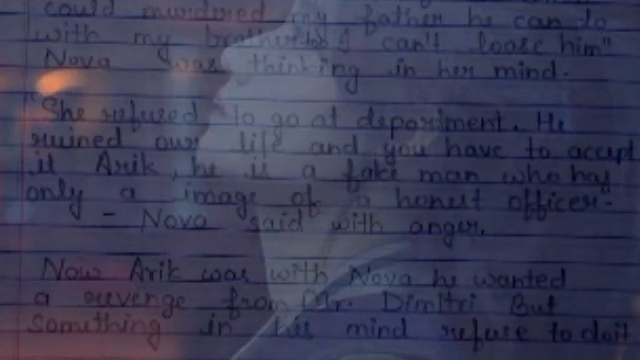 could murdered my father he can to
with my brother I can't loose him"
Nova was thinking in her mind.
"She refused to go at department. He
ruined our life and you have to accept
it Arik, he is a fake man who has
only a image of a honest officer"
- Nova said with anger.
Now Arik was with Nova he wanted
a revenge from Mr. Dimitri But
something in his mind refuse to do it